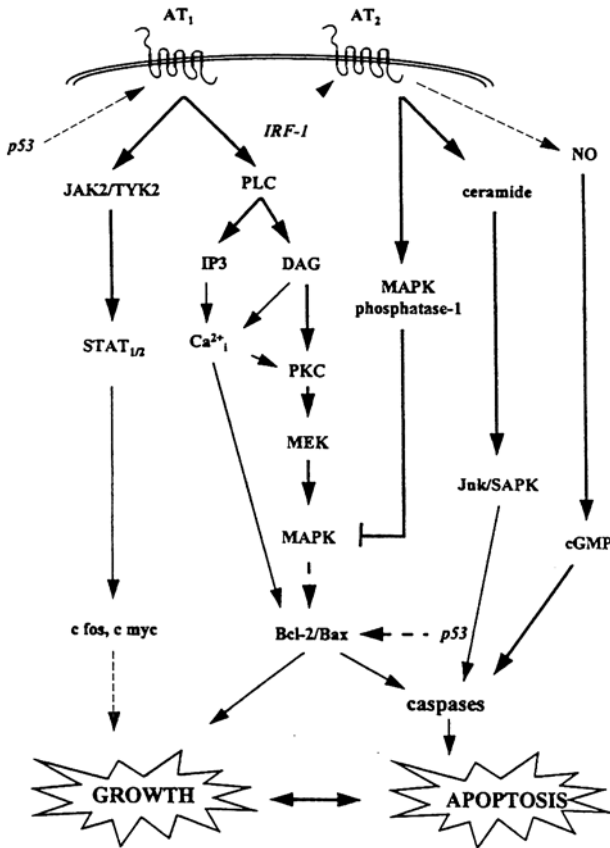 AT1
AT2
p53
IRF-1
NO
JAK2/TYK2
PLC
ceramide
IP3
DAG
MAPK
phosphatase-1
STAT1/2
Ca2+i
PKC
MEK
Jnk/SAPK
MAPK
cGMP
c fos, c myc
Bcl-2/Bax
p53
caspases
GROWTH
APOPTOSIS